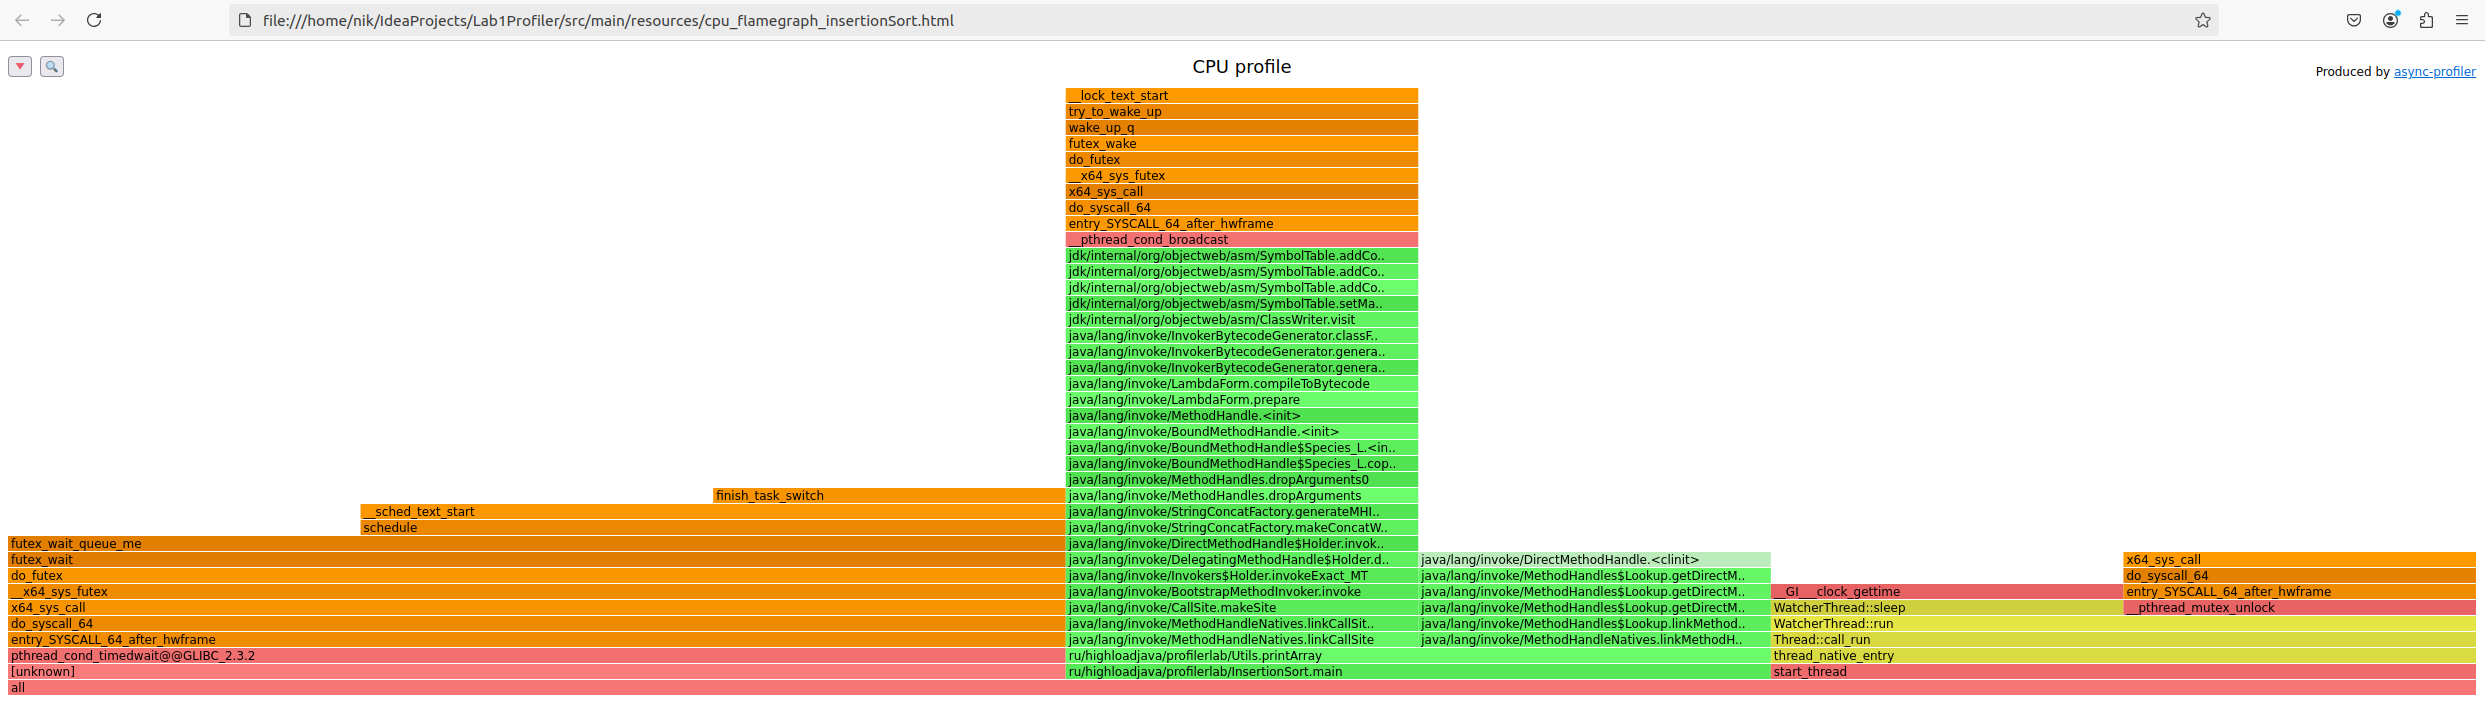 file:///home/nik/IdeaProjects/Lab1Profiler/src/main/resources/cpu_flamegraph_insertionSort.html
CPU profile
Produced by async-profiler
__lock_text_start
try_to_wake_up
wake_up_q
futex_wake
do_futex
__x64_sys_futex
x64_sys_call
do_syscall_64
entry_SYSCALL_64_after_hwframe
__pthread_cond_broadcast
jdk/internal/org/objectweb/asm/SymbolTable.addCo..
jdk/internal/org/objectweb/asm/SymbolTable.addCo..
jdk/internal/org/objectweb/asm/SymbolTable.addCo..
jdk/internal/org/objectweb/asm/SymbolTable.setMa..
jdk/internal/org/objectweb/asm/ClassWriter.visit
java/lang/invoke/InvokerBytecodeGenerator.classF..
java/lang/invoke/InvokerBytecodeGenerator.genera..
java/lang/invoke/InvokerBytecodeGenerator.genera..
java/lang/invoke/LambdaForm.compileToBytecode
java/lang/invoke/LambdaForm.prepare
java/lang/invoke/MethodHandle.<init>
java/lang/invoke/BoundMethodHandle.<init>
java/lang/invoke/BoundMethodHandle$Species_L.<in..
java/lang/invoke/BoundMethodHandle$Species_L.cop..
java/lang/invoke/MethodHandles.dropArguments0
finish_task_switch java/lang/invoke/MethodHandles.dropArguments
__sched_text_start java/lang/invoke/StringConcatFactory.generateMHI..
schedule java/lang/invoke/StringConcatFactory.makeConcatW..
futex_wait_queue_me java/lang/invoke/DirectMethodHandle$Holder.invok..
futex_wait java/lang/invoke/DelegatingMethodHandle$Holder.d.. java/lang/invoke/DirectMethodHandle.<clinit> x64_sys_call
do_futex java/lang/invoke/Invokers$Holder.invokeExact_MT java/lang/invoke/MethodHandles$Lookup.getDirectM.. do_syscall_64
__x64_sys_futex java/lang/invoke/BootstrapMethodInvoker.invoke java/lang/invoke/MethodHandles$Lookup.getDirectM.. __GI___clock_gettime entry_SYSCALL_64_after_hwframe
x64_sys_call java/lang/invoke/CallSite.makeSite java/lang/invoke/MethodHandles$Lookup.getDirectM.. WatcherThread::sleep __pthread_mutex_unlock
do_syscall_64 java/lang/invoke/MethodHandleNatives.linkCallSit.. java/lang/invoke/MethodHandles$Lookup.linkMethod.. WatcherThread::run
entry_SYSCALL_64_after_hwframe java/lang/invoke/MethodHandleNatives.linkCallSite java/lang/invoke/MethodHandleNatives.linkMethodH.. Thread::call_run
pthread_cond_timedwait@@GLIBC_2.3.2 ru/highloadjava/profilerlab/Utils.printArray thread_native_entry
[unknown] ru/highloadjava/profilerlab/InsertionSort.main start_thread
all